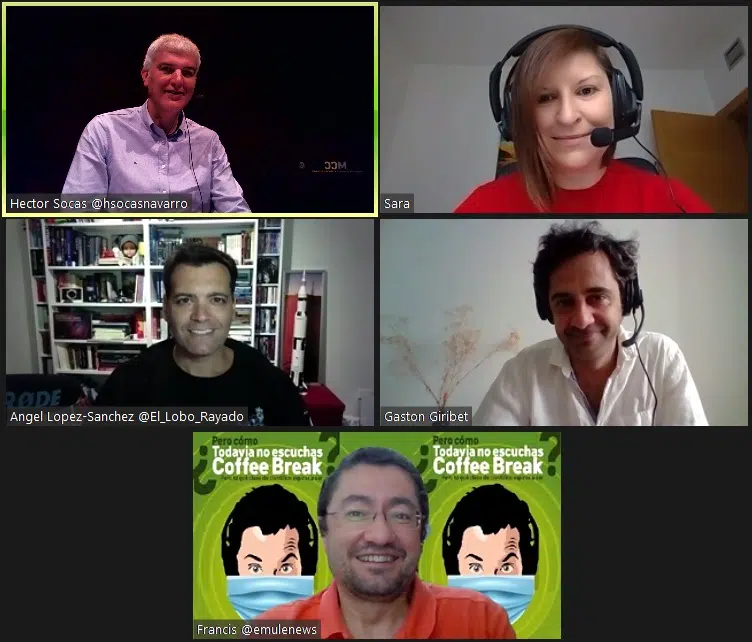 Hector Socas @hsocasnavarro
Sara
RØDE
Angel Lopez-Sanchez @El_Lobo_Rayado
Gaston Giribet
Pero cómo
Todavía no escuchas
Coffee Break
Pero cómo
Todavía no escuchas
Coffee Break
Francis @emulenews